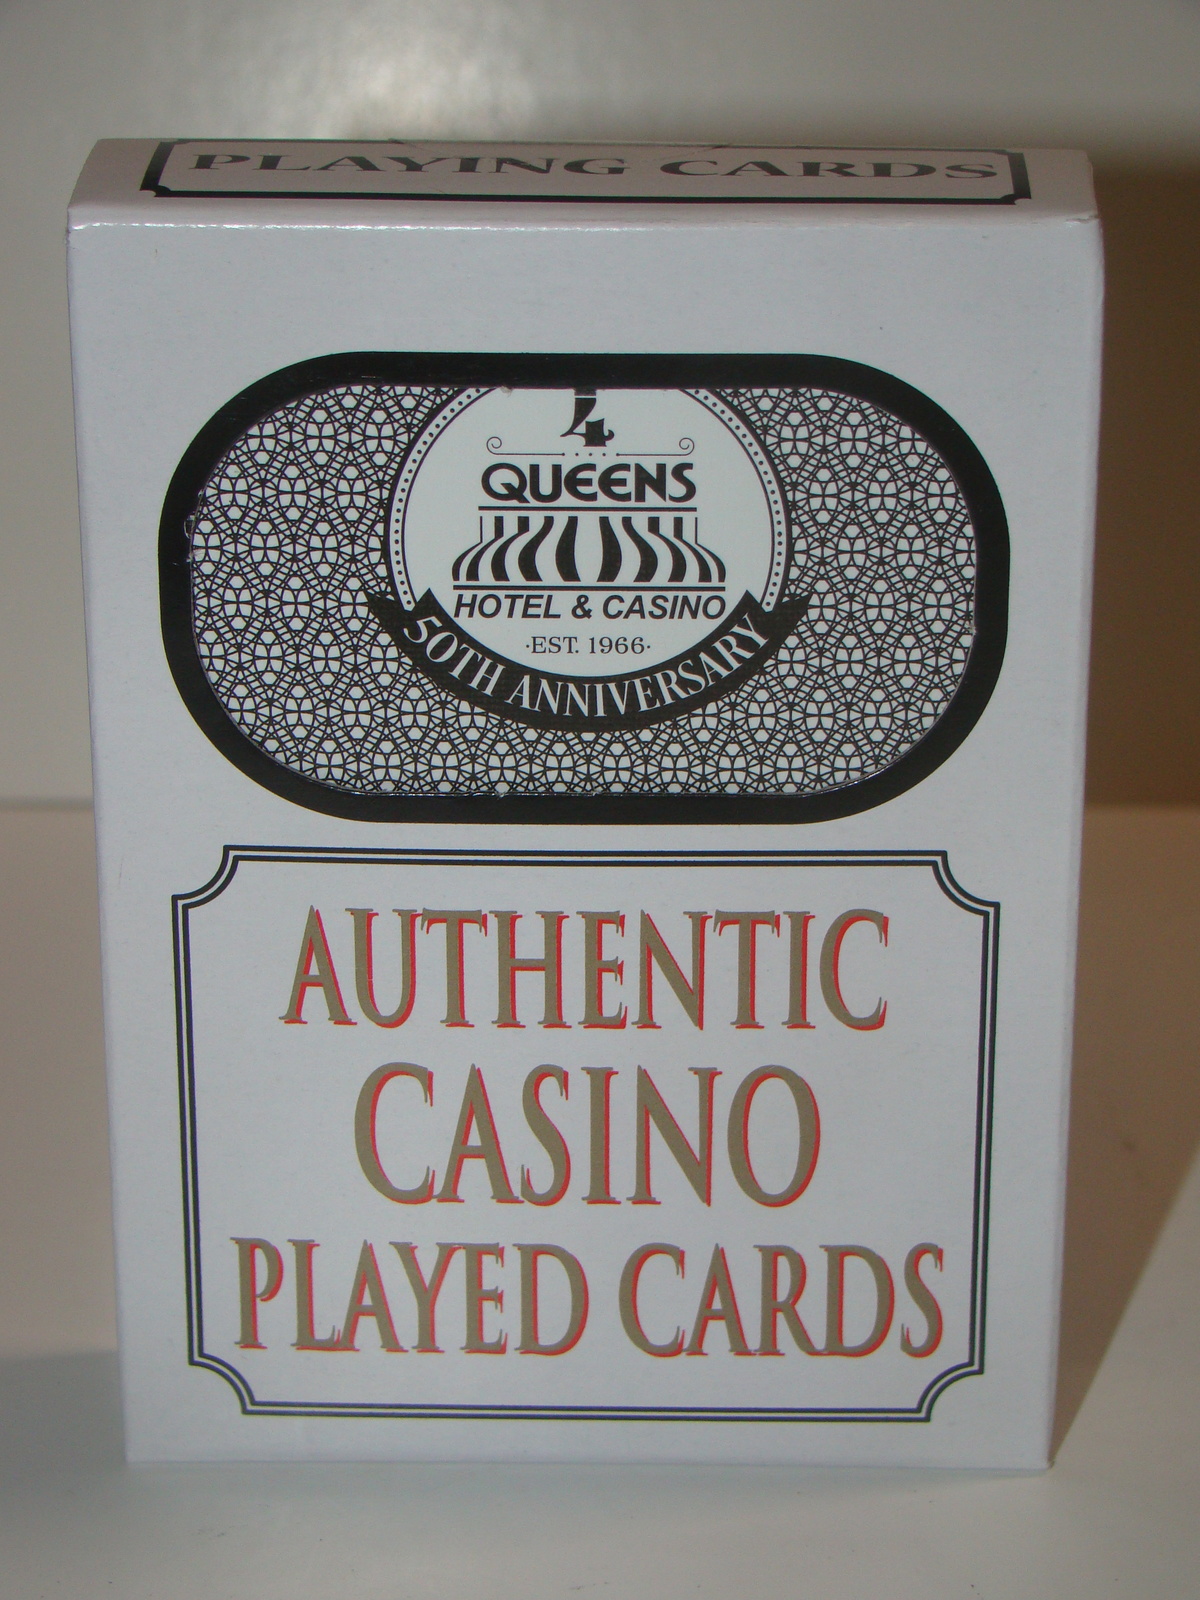 PLAYING CARDS
4
QUEENS
HOTEL & CASINO
·EST. 1966·
50TH ANNIVERSARY
AUTHENTIC
CASINO
PLAYED CARDS